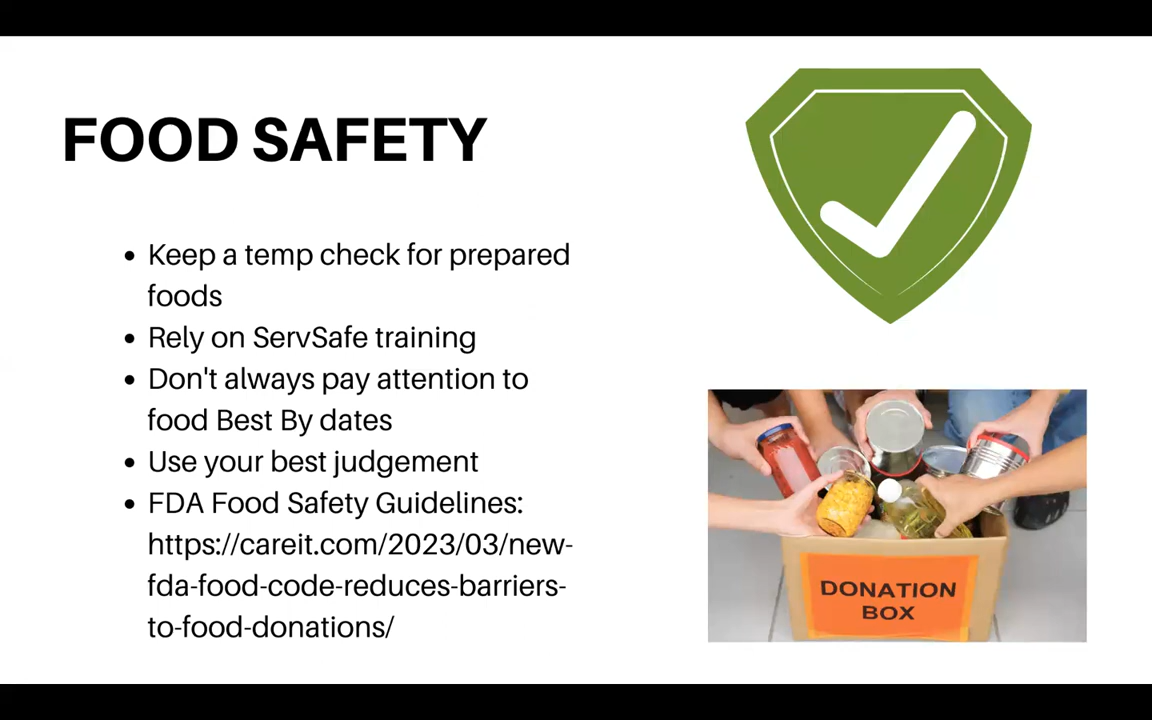 FOOD SAFETY
• Keep a temp check for prepared
foods
• Rely on ServSafe training
• Don't always pay attention to
food Best By dates
• Use your best judgement
• FDA Food Safety Guidelines:
https://careit.com/2023/03/new-
fda-food-code-reduces-barriers-
to-food-donations/
DONATION
BOX